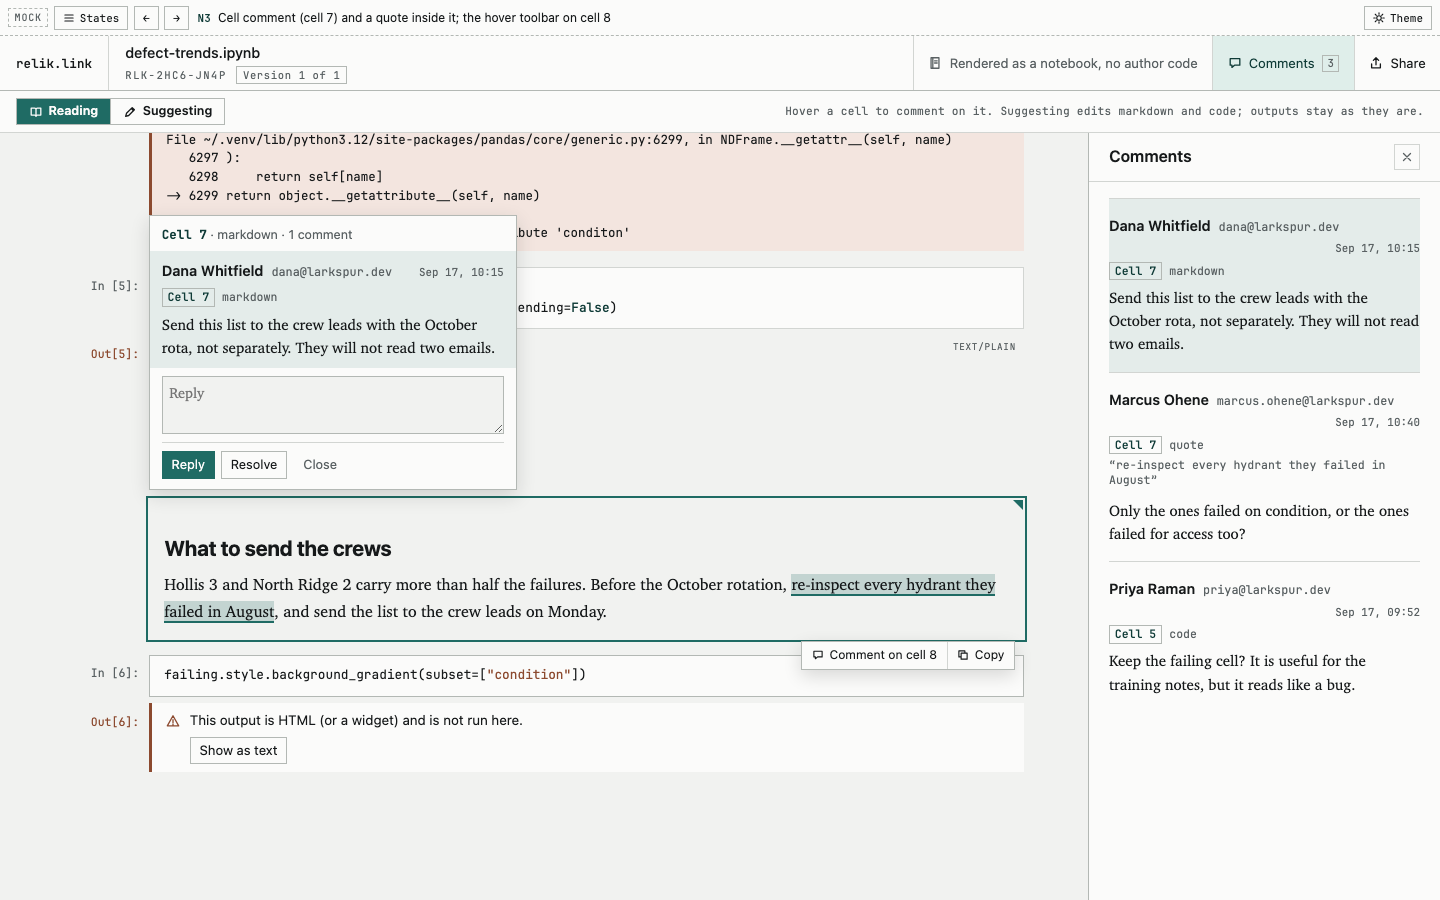 MOCK
States
←
→
N3 Cell comment (cell 7) and a quote inside it; the hover toolbar on cell 8
Theme
relik.link
defect-trends.ipynb
RLK-2HC6-JN4P Version 1 of 1
Rendered as a notebook, no author code
Comments 3
Share
Reading
Suggesting
Hover a cell to comment on it. Suggesting edits markdown and code; outputs stay as they are.
File ~/.venv/lib/python3.12/site-packages/pandas/core/generic.py:6299, in NDFrame.__getattr__(self, name)
6297 ):
6298     return self[name]
-> 6299 return object.__getattribute__(self, name)
bute 'conditon'
Cell 7 · markdown · 1 comment
Dana Whitfield dana@larkspur.dev Sep 17, 10:15
Cell 7 markdown
Send this list to the crew leads with the October
rota, not separately. They will not read two emails.
Reply
Reply
Resolve
Close
In [5]:
ending=False)
Out[5]:
TEXT/PLAIN
What to send the crews
Hollis 3 and North Ridge 2 carry more than half the failures. Before the October rotation, re-inspect every hydrant they
failed in August, and send the list to the crew leads on Monday.
Comment on cell 8
Copy
In [6]:
failing.style.background_gradient(subset=["condition"])
Out[6]:
This output is HTML (or a widget) and is not run here.
Show as text
Comments
Dana Whitfield dana@larkspur.dev
Sep 17, 10:15
Cell 7 markdown
Send this list to the crew leads with the
October rota, not separately. They will not read
two emails.
Marcus Ohene marcus.ohene@larkspur.dev
Sep 17, 10:40
Cell 7 quote
“re-inspect every hydrant they failed in
August”
Only the ones failed on condition, or the ones
failed for access too?
Priya Raman priya@larkspur.dev
Sep 17, 09:52
Cell 5 code
Keep the failing cell? It is useful for the
training notes, but it reads like a bug.